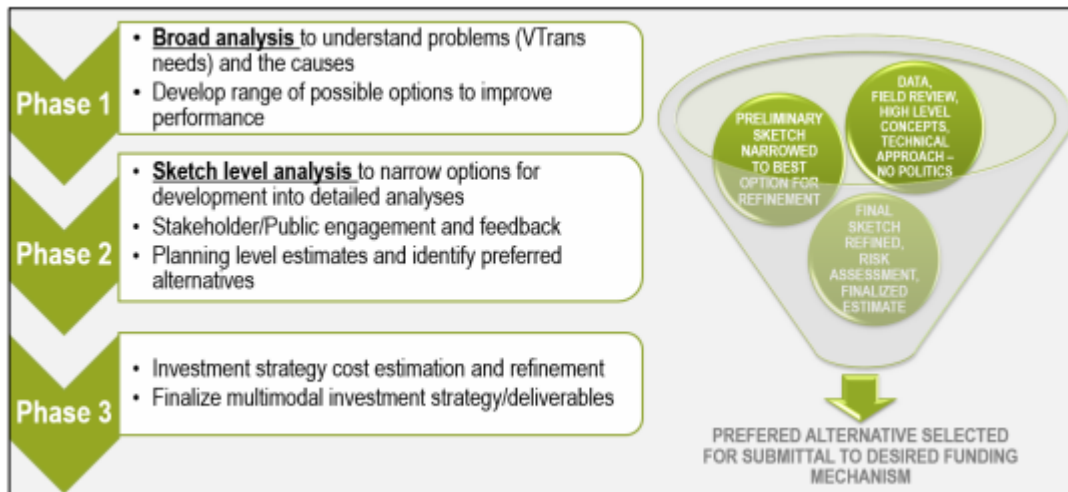 Phase 1
• Broad analysis to understand problems (VTrans
needs) and the causes
• Develop range of possible options to improve
performance
Phase 2
• Sketch level analysis to narrow options for
development into detailed analyses
• Stakeholder/Public engagement and feedback
• Planning level estimates and identify preferred
alternatives
Phase 3
• Investment strategy cost estimation and refinement
• Finalize multimodal investment strategy/deliverables
DATA,
FIELD REVIEW,
HIGH LEVEL
CONCEPTS,
TECHNICAL
APPROACH –
NO POLITICS
PRELIMINARY
SKETCH
NARROWED
TO BEST
OPTION FOR
REFINEMENT
FINAL
SKETCH
REFINED,
RISK
ASSESSMENT,
FINALIZED
ESTIMATE
PREFERED ALTERNATIVE SELECTED
FOR SUBMITTAL TO DESIRED FUNDING
MECHANISM